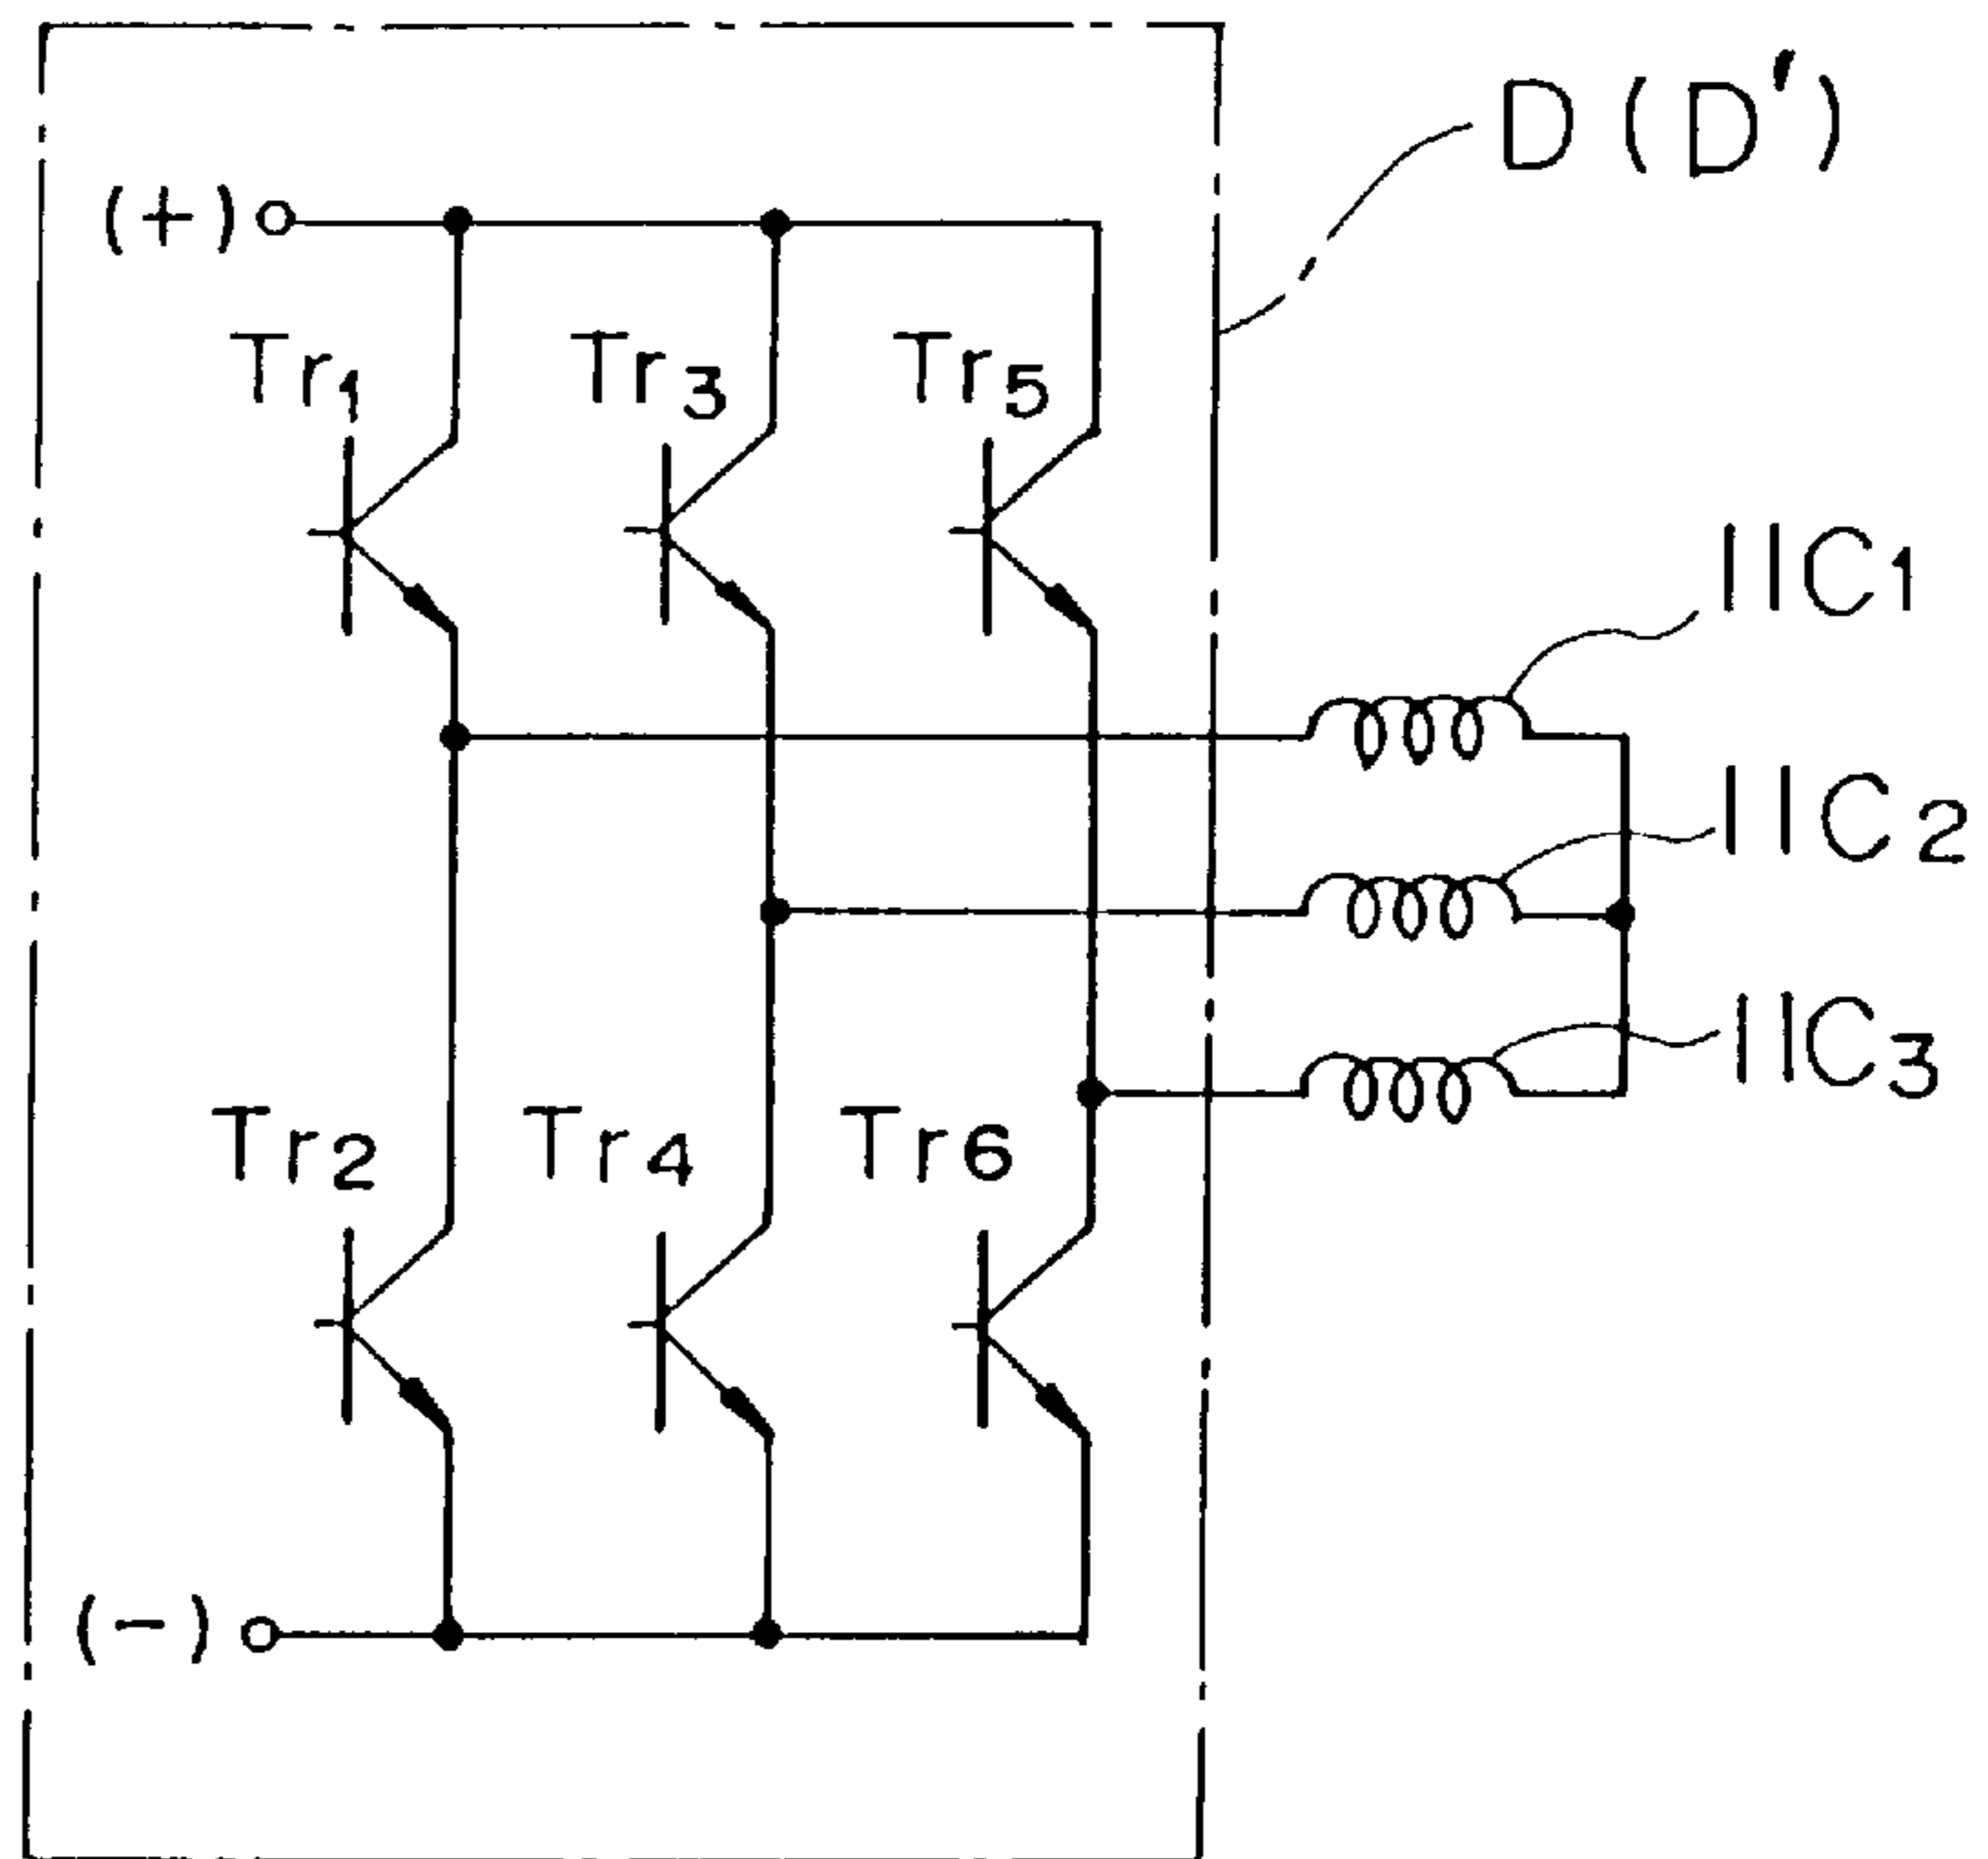 D (D')
(+)
Tr1 Tr3 Tr5
11C1
11C2
11C3
Tr2 Tr4 Tr6
(-)